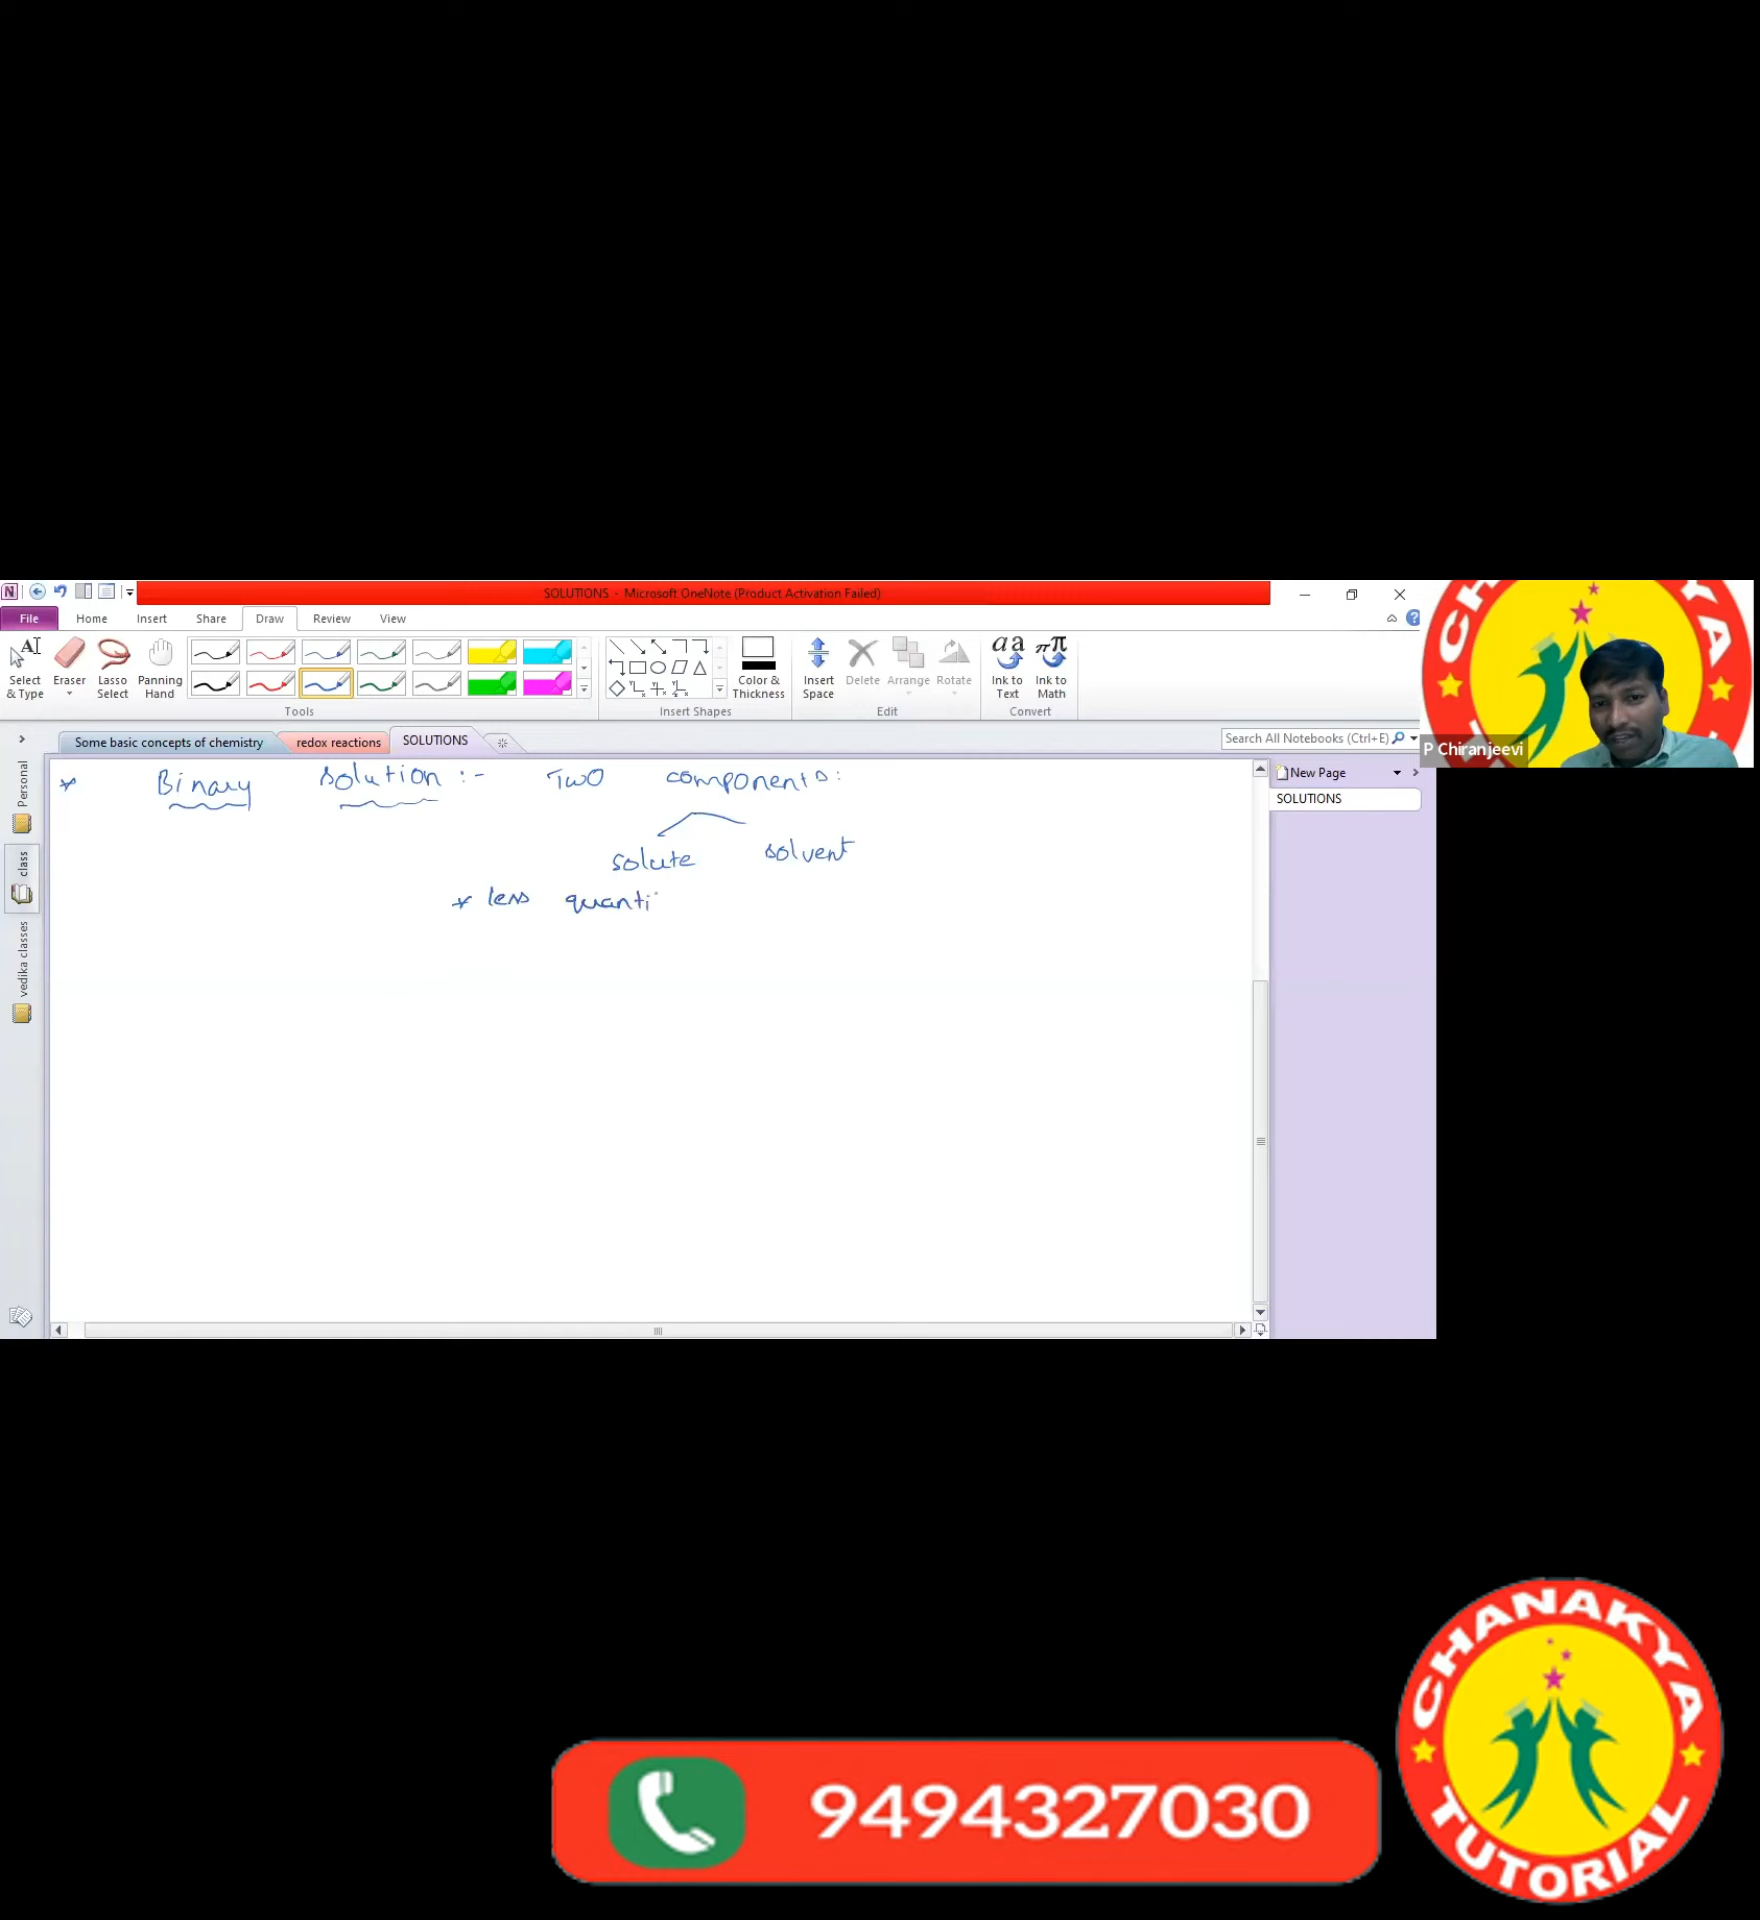 SOLUTIONS - Microsoft OneNote (Product Activation Failed)
File Home Insert Share Draw Review View
Select & Type
Eraser
Lasso Select
Panning Hand
Color & Thickness
Insert Space
Delete
Arrange
Rotate
Ink to Text
Ink to Math
Tools Insert Shapes Edit Convert
Some basic concepts of chemistry redox reactions SOLUTIONS
Search All Notebooks (Ctrl+E)
P Chiranjeevi
New Page
SOLUTIONS
Personal
class
vedika classes
* Binary solution :- Two components:
solute solvent
* less quanti
9494327030
CHANAKYA
TUTORIAL